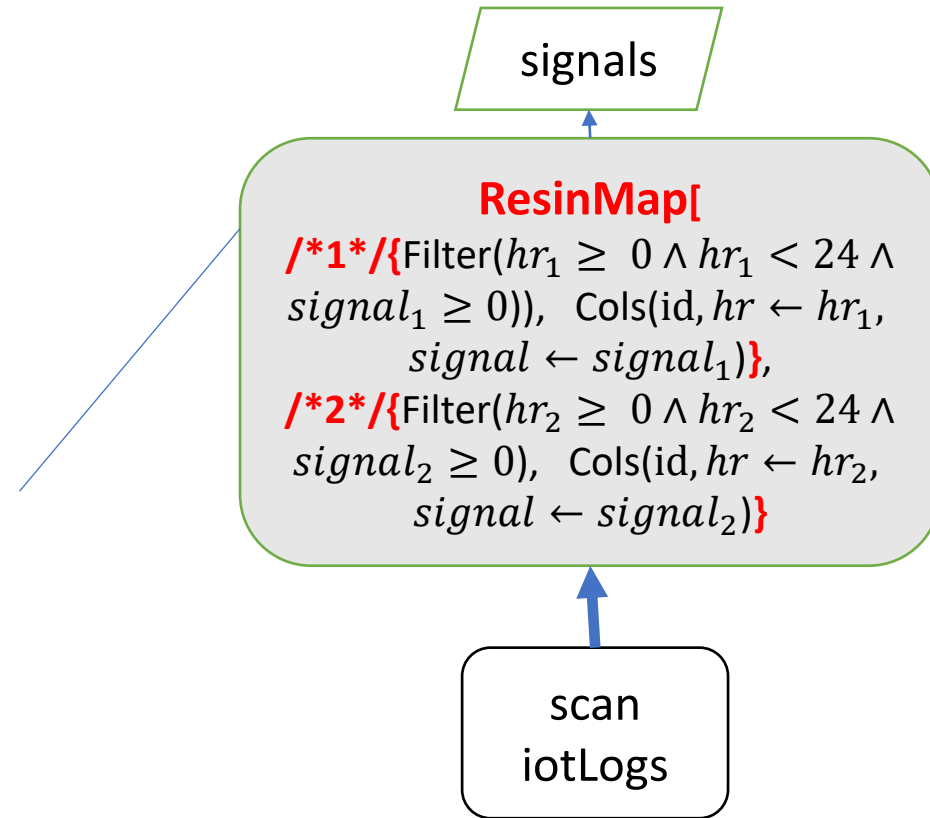 signals
ResinMap[
/*1*/{Filter(hr₁ ≥ 0 ∧ hr₁ < 24 ∧
signal₁ ≥ 0)), Cols(id, hr ← hr₁,
signal ← signal₁)},
/*2*/{Filter(hr₂ ≥ 0 ∧ hr₂ < 24 ∧
signal₂ ≥ 0), Cols(id, hr ← hr₂,
signal ← signal₂)}
scan
iotLogs